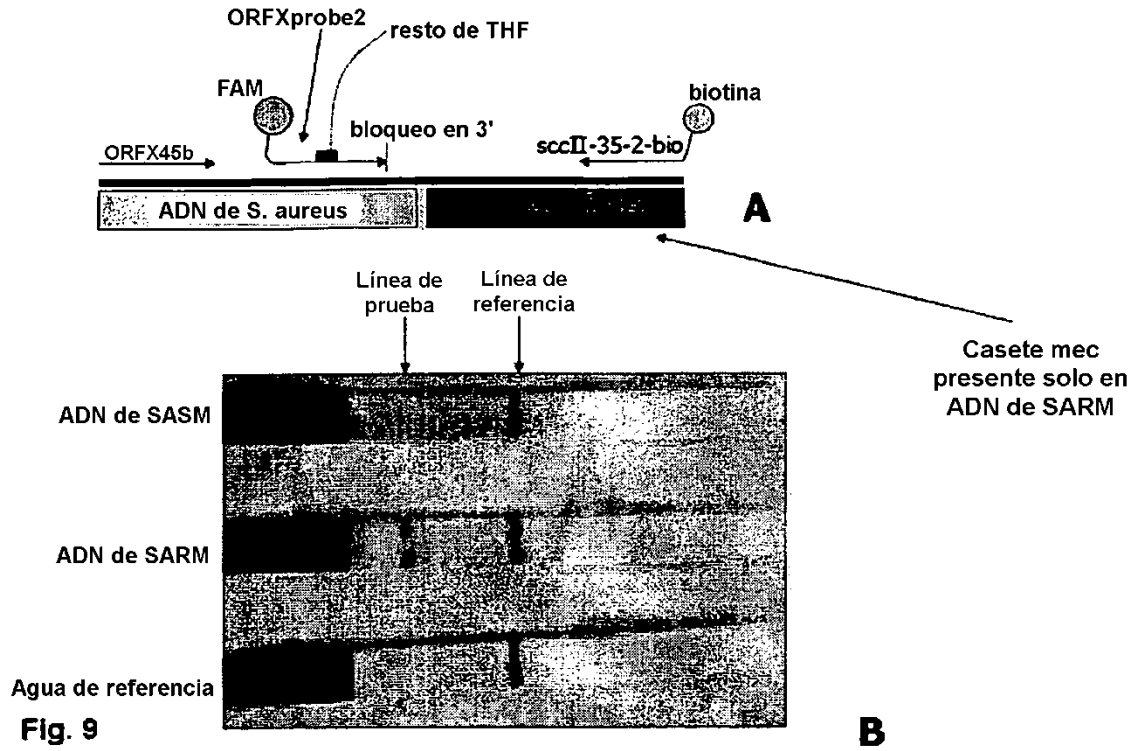 ORFXprobe2
resto de THF
FAM
biotina
bloqueo en 3'
ORFX45b
sccII-35-2-bio
ADN de S. aureus
A
Línea de
prueba
Línea de
referencia
Casete mec
presente solo en
ADN de SARM
ADN de SASM
ADN de SARM
Agua de referencia
Fig. 9
B